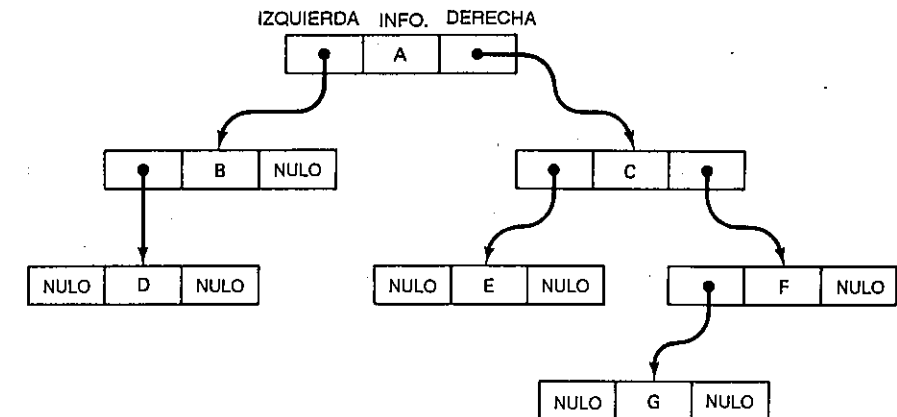 IZQUIERDA INFO. DERECHA
A
B NULO
C
NULO D NULO
NULO E NULO
F NULO
NULO G NULO